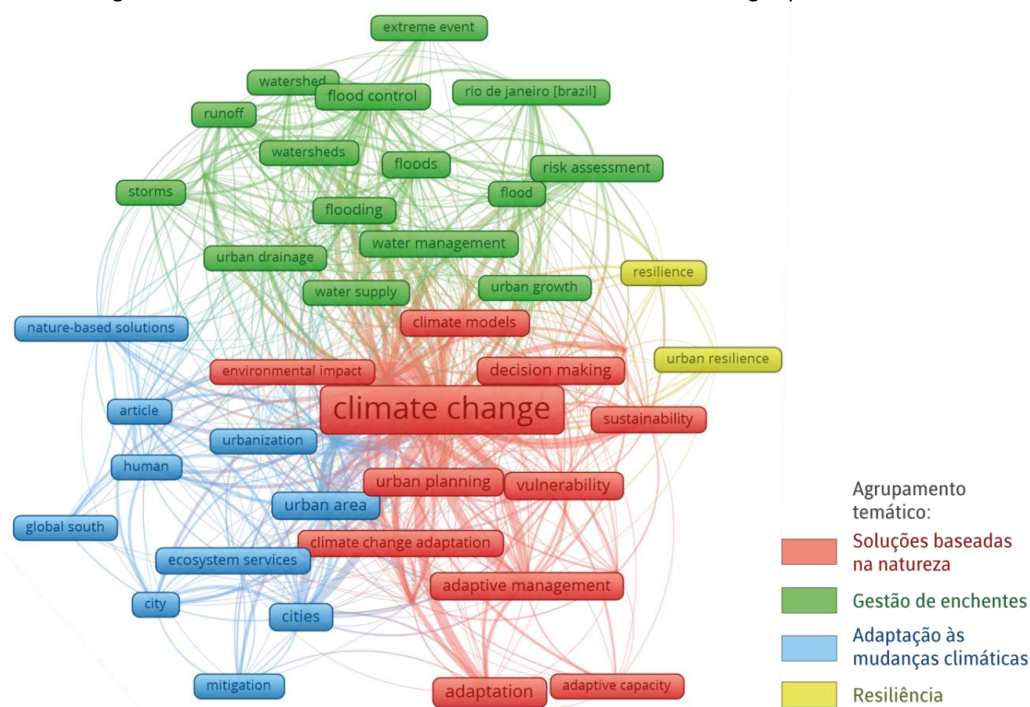 extreme event
watershed
flood control
rio de janeiro [brazil]
runoff
watersheds
floods
risk assessment
storms
flood
flooding
water management
urban drainage
resilience
water supply
urban growth
nature-based solutions
climate models
urban resilience
environmental impact
decision making
climate change
article
sustainability
urbanization
human
urban planning
vulnerability
urban area
global south
climate change adaptation
ecosystem services
adaptive management
city
cities
mitigation
adaptation
adaptive capacity
Agrupamento
temático:
Soluções baseadas
na natureza
Gestão de enchentes
Adaptação às
mudanças climáticas
Resiliência